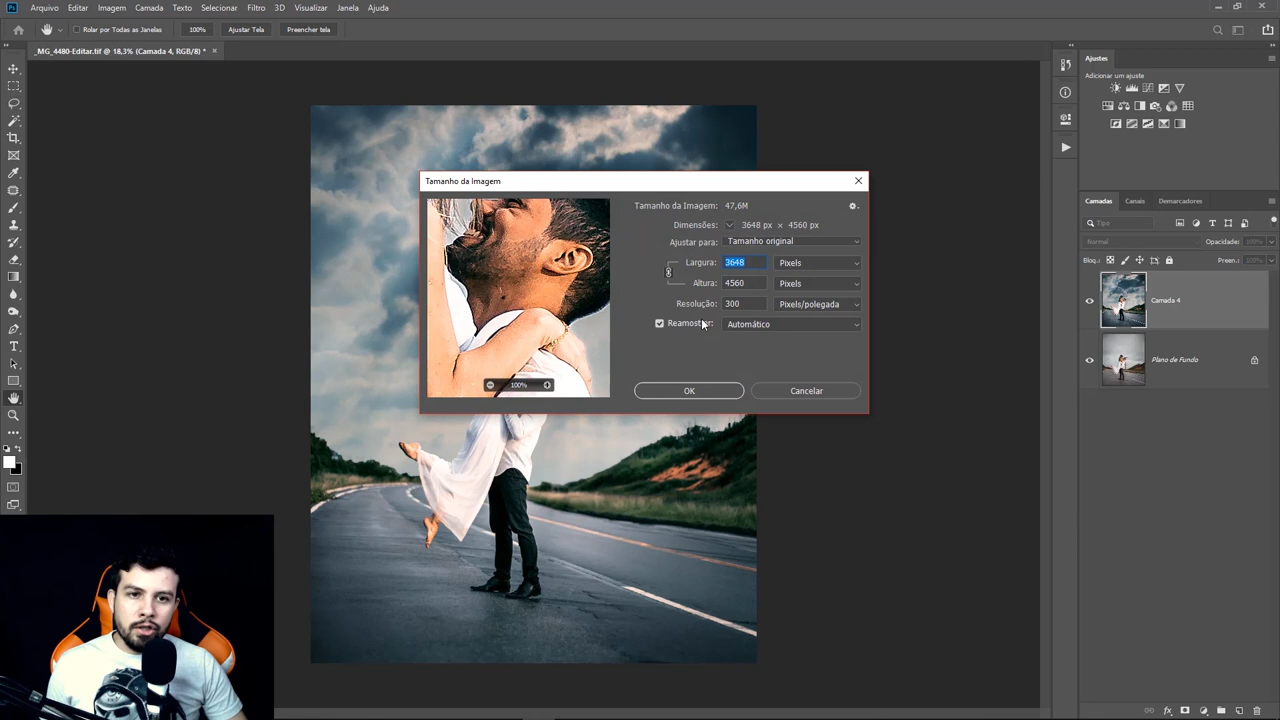 Ps Arquivo Editar Imagem Camada Texto Selecionar Filtro 3D Visualizar Janela Ajuda
Rolar por Todas as Janelas 100% Ajustar Tela Preencher tela
_MG_4480-Editar.tif @ 18,3% (Camada 4, RGB/8) * ×
Ajustes
Adicionar um ajuste
Tamanho da Imagem
Tamanho da Imagem: 47,6M
Dimensões: 3648 px × 4560 px
Ajustar para: Tamanho original
Largura: 3648 Pixels
Altura: 4560 Pixels
Resolução: 300 Pixels/polegada
Reamostrar: Automático
100%
OK Cancelar
Camadas Canais Demarcadores
Tipo
Normal Opacidade: 100%
Bloq.: Preen.: 100%
Camada 4
Plano de Fundo